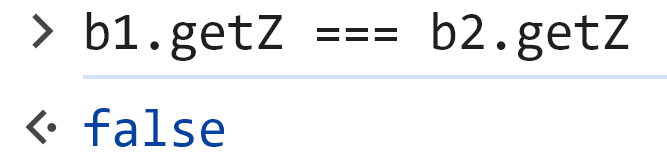 > b1.getZ === b2.getZ
false